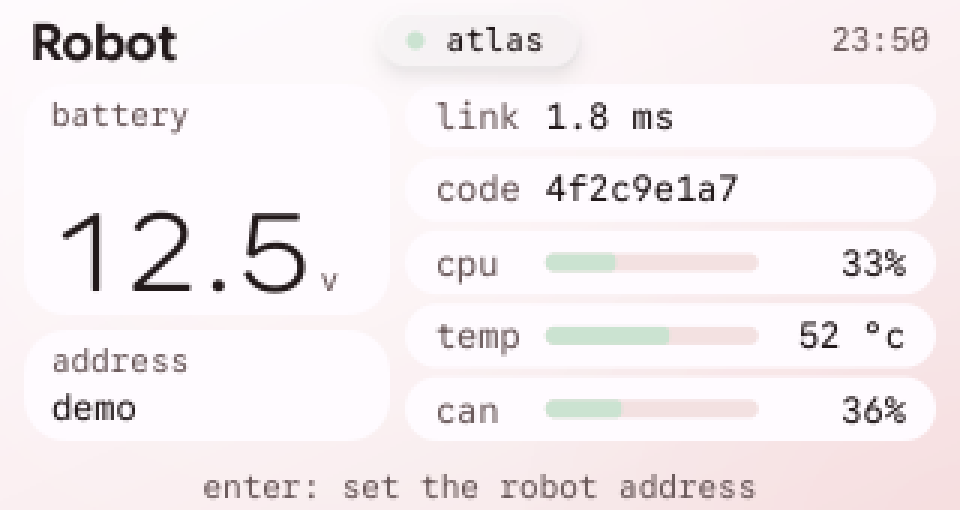 Robot
atlas
23:50
battery
12.5 v
address
demo
link 1.8 ms
code 4f2c9e1a7
cpu 33%
temp 52 °c
can 36%
enter: set the robot address